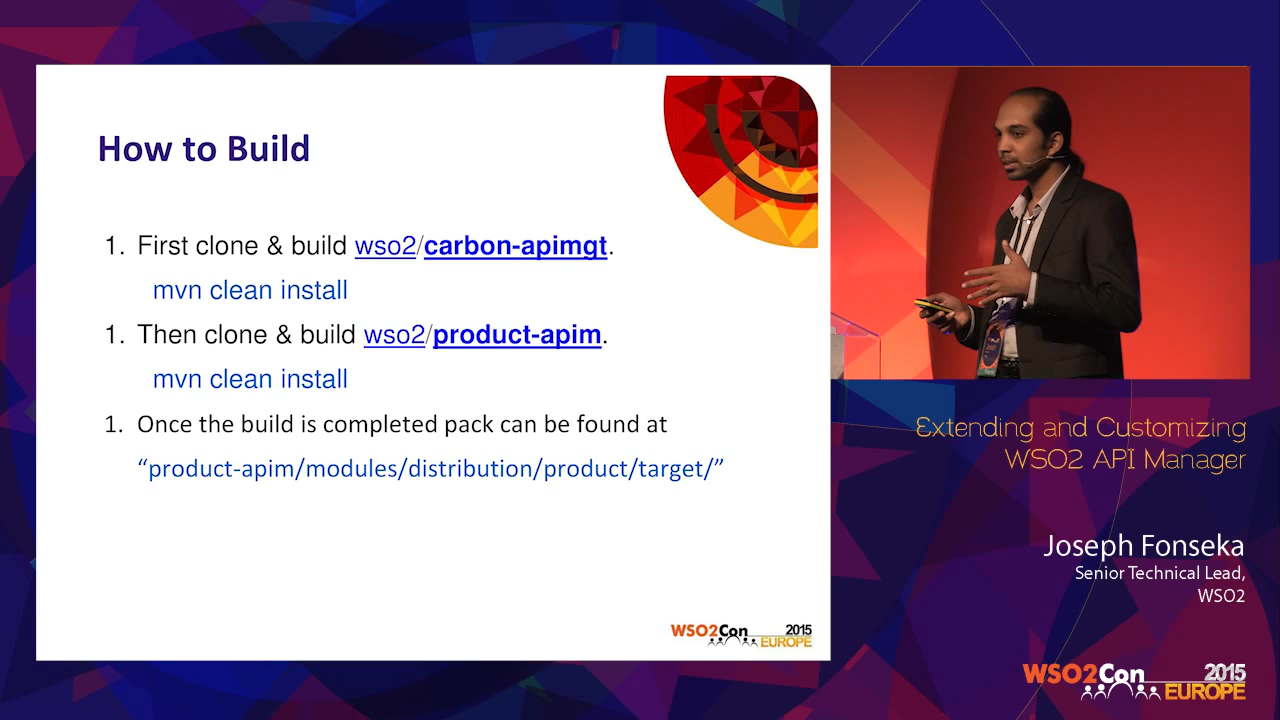 How to Build
1. First clone & build wso2/carbon-apimgt.
mvn clean install
1. Then clone & build wso2/product-apim.
mvn clean install
1. Once the build is completed pack can be found at
“product-apim/modules/distribution/product/target/”
WSO2Con 2015
EUROPE
Extending and Customizing
WSO2 API Manager
Joseph Fonseka
Senior Technical Lead,
WSO2
WSO2Con 2015
EUROPE